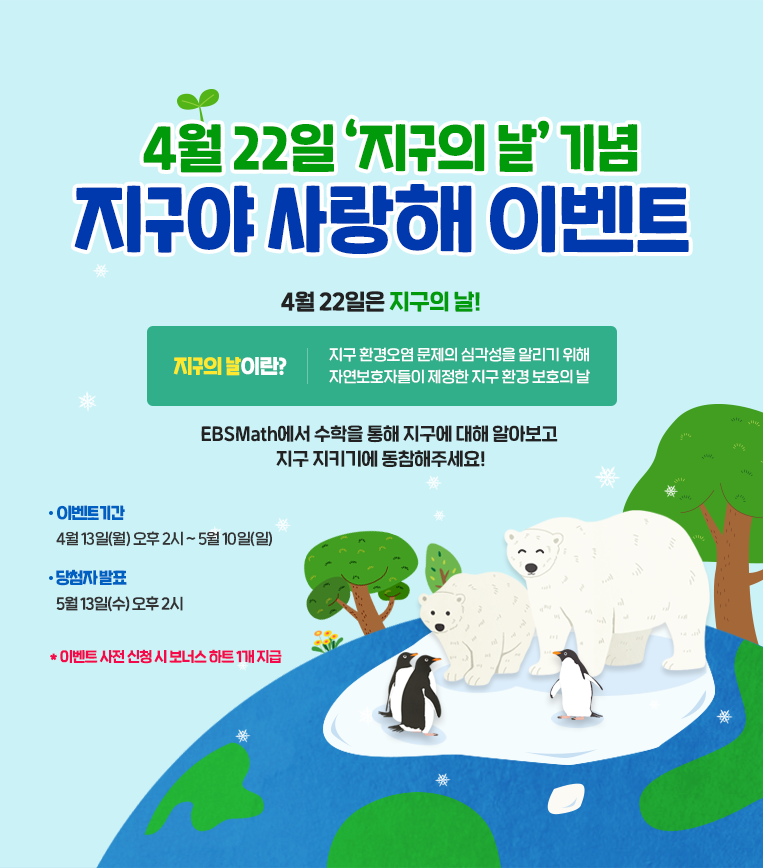 4월 22일 ‘지구의 날’ 기념
지구야 사랑해 이벤트
4월 22일은 지구의 날!
지구의 날이란?
지구 환경오염 문제의 심각성을 알리기 위해
자연보호자들이 제정한 지구 환경 보호의 날
EBSMath에서 수학을 통해 지구에 대해 알아보고
지구 지키기에 동참해주세요!
• 이벤트기간
4월 13일(월) 오후 2시 ~ 5월 10일(일)
• 당첨자 발표
5월 13일(수) 오후 2시
* 이벤트 사전 신청 시 보너스 하트 1개 지급